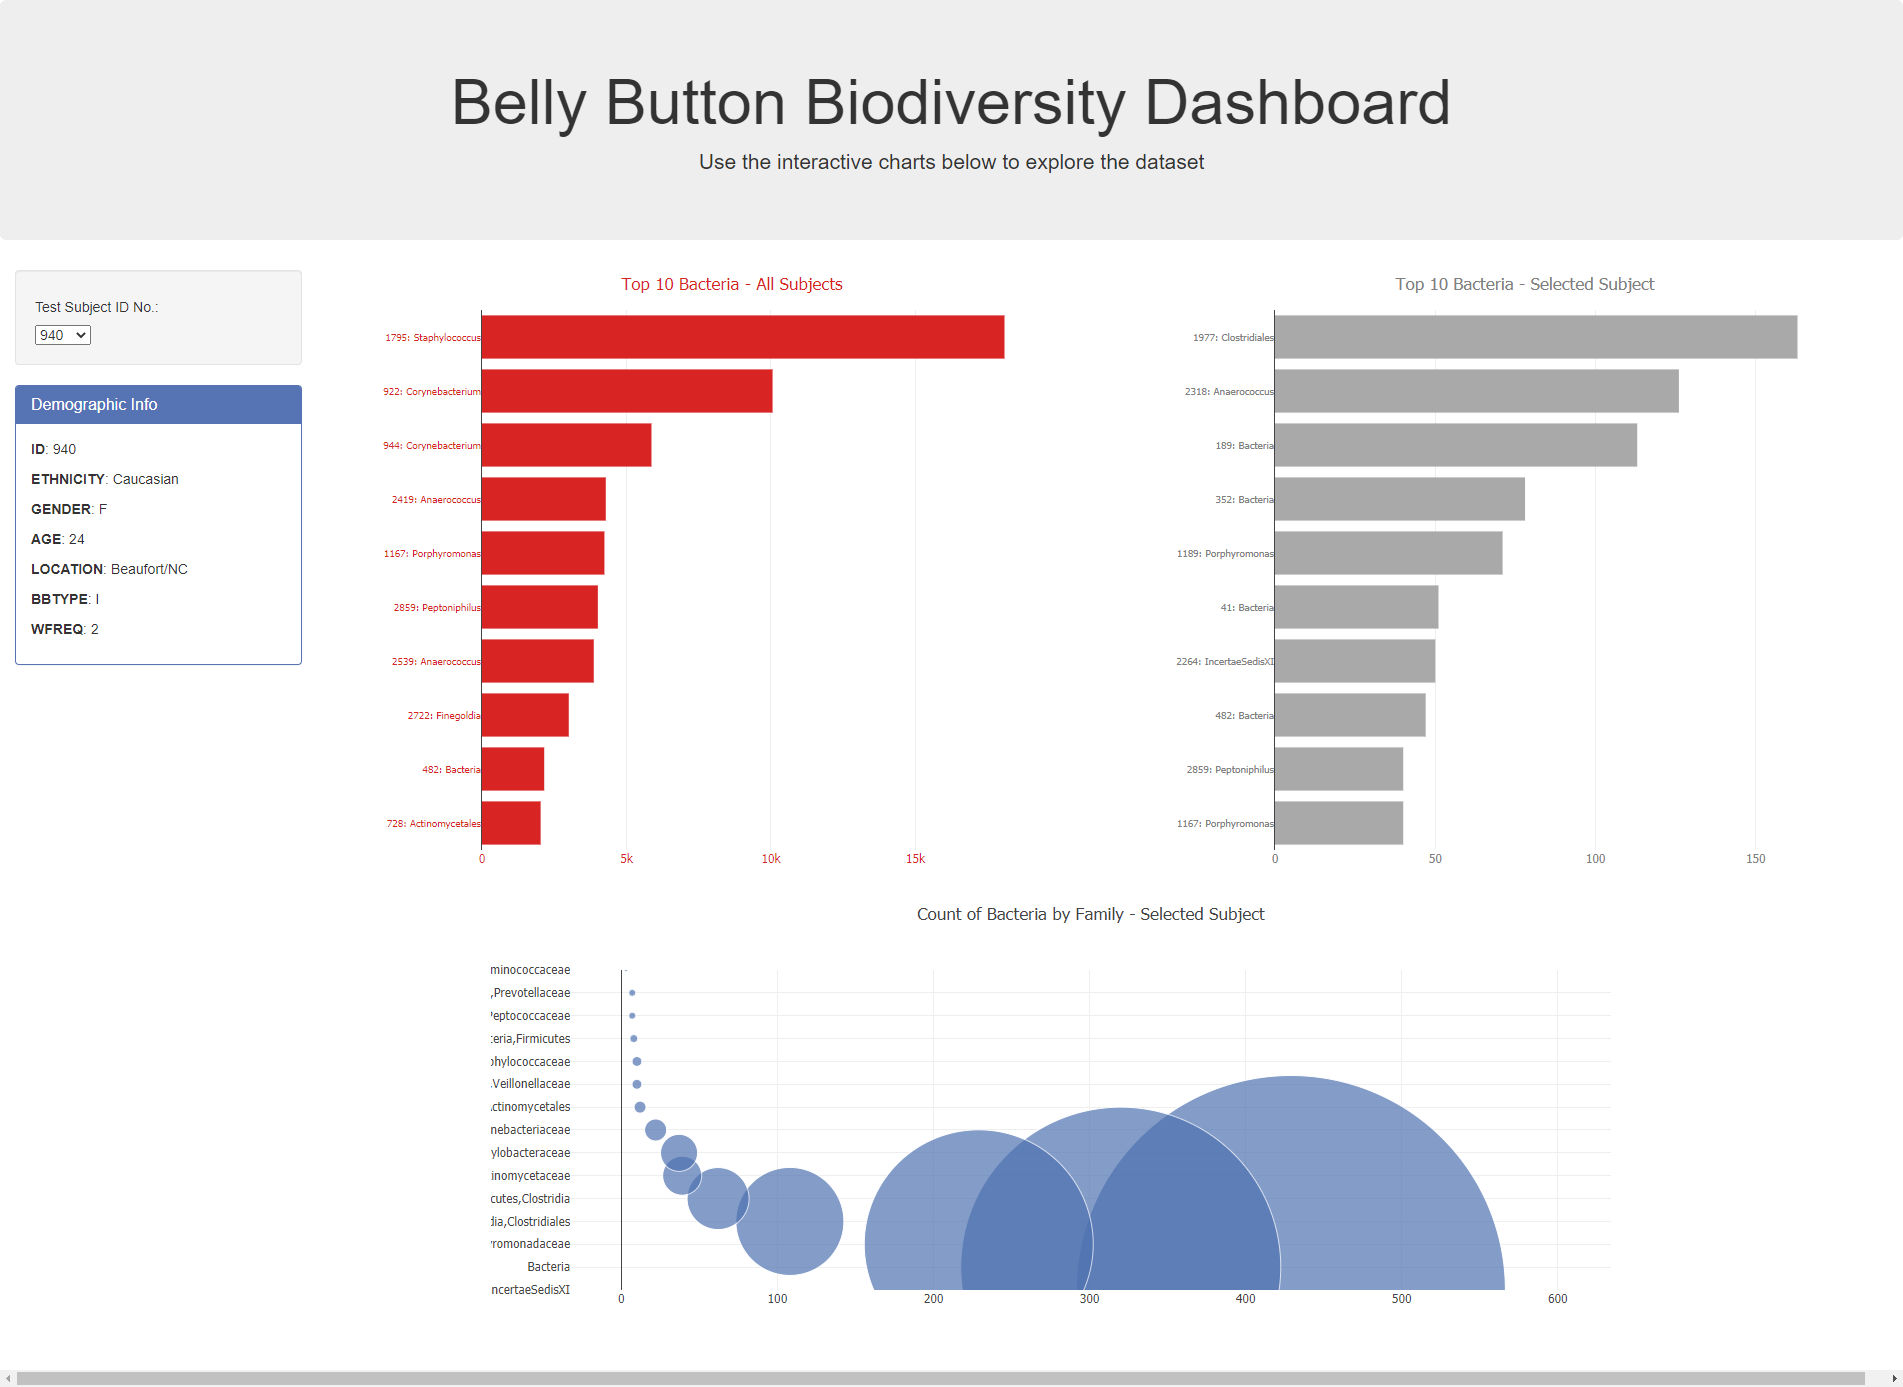 Belly Button Biodiversity Dashboard
Use the interactive charts below to explore the dataset
Test Subject ID No.:
940
Demographic Info
ID: 940
ETHNICITY: Caucasian
GENDER: F
AGE: 24
LOCATION: Beaufort/NC
BBTYPE: I
WFREQ: 2
Top 10 Bacteria - All Subjects
1795: Staphylococcus
922: Corynebacterium
944: Corynebacterium
2419: Anaerococcus
1167: Porphyromonas
2859: Peptoniphilus
2539: Anaerococcus
2722: Finegoldia
482: Bacteria
728: Actinomycetales
0 5k 10k 15k
Top 10 Bacteria - Selected Subject
1977: Clostridiales
2318: Anaerococcus
189: Bacteria
352: Bacteria
1189: Porphyromonas
41: Bacteria
2264: IncertaeSedisXI
482: Bacteria
2859: Peptoniphilus
1167: Porphyromonas
0 50 100 150
Count of Bacteria by Family - Selected Subject
minococcaceae
,Prevotellaceae
Peptococcaceae
teria,Firmicutes
phylococcaceae
,Veillonellaceae
Actinomycetales
nebacteriaceae
ylobacteraceae
inomycetaceae
cutes,Clostridia
dia,Clostridiales
yromonadaceae
Bacteria
ncertaeSedisXI
0 100 200 300 400 500 600